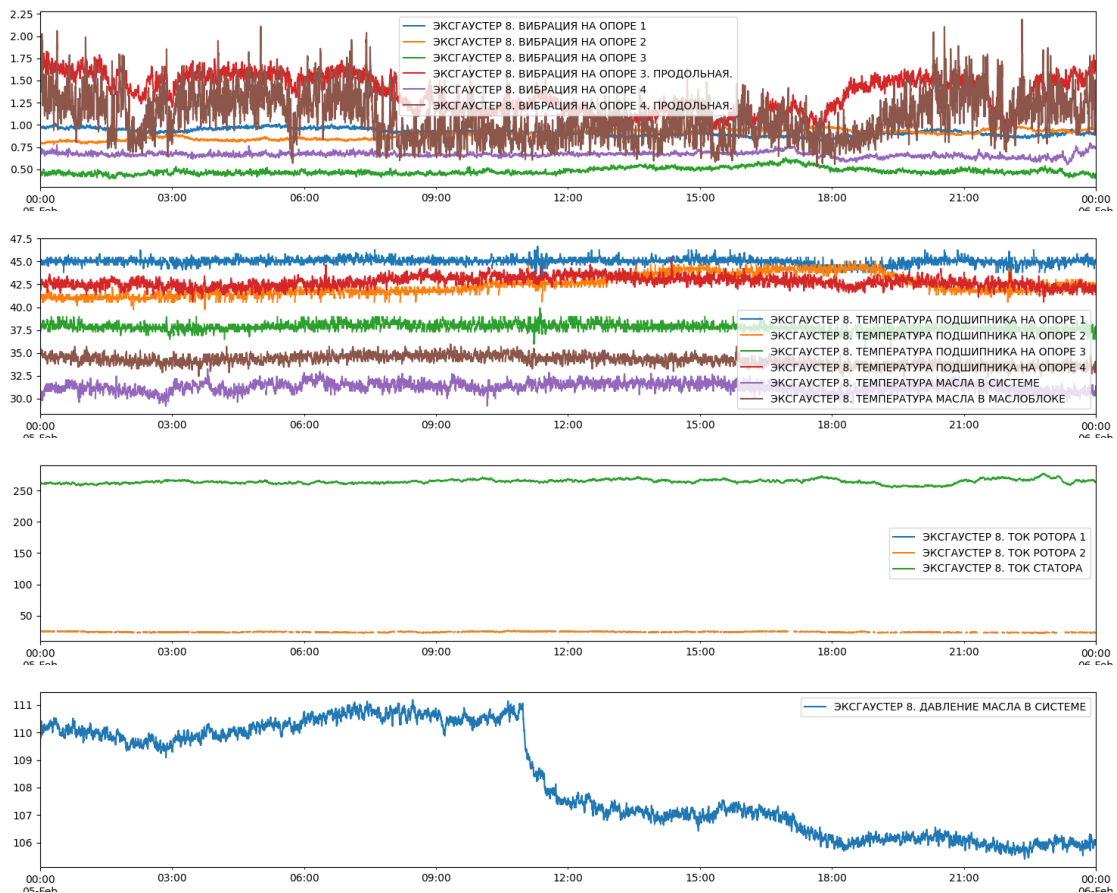 2.25
2.00
1.75
1.50
1.25
1.00
0.75
0.50
ЭКСГАУСТЕР 8. ВИБРАЦИЯ НА ОПОРЕ 1
ЭКСГАУСТЕР 8. ВИБРАЦИЯ НА ОПОРЕ 2
ЭКСГАУСТЕР 8. ВИБРАЦИЯ НА ОПОРЕ 3
ЭКСГАУСТЕР 8. ВИБРАЦИЯ НА ОПОРЕ 3. ПРОДОЛЬНАЯ.
ЭКСГАУСТЕР 8. ВИБРАЦИЯ НА ОПОРЕ 4
ЭКСГАУСТЕР 8. ВИБРАЦИЯ НА ОПОРЕ 4. ПРОДОЛЬНАЯ.
00:00 03:00 06:00 09:00 12:00 15:00 18:00 21:00 00:00
05-Feb 06-Feb
47.5
45.0
42.5
40.0
37.5
35.0
32.5
30.0
ЭКСГАУСТЕР 8. ТЕМПЕРАТУРА ПОДШИПНИКА НА ОПОРЕ 1
ЭКСГАУСТЕР 8. ТЕМПЕРАТУРА ПОДШИПНИКА НА ОПОРЕ 2
ЭКСГАУСТЕР 8. ТЕМПЕРАТУРА ПОДШИПНИКА НА ОПОРЕ 3
ЭКСГАУСТЕР 8. ТЕМПЕРАТУРА ПОДШИПНИКА НА ОПОРЕ 4
ЭКСГАУСТЕР 8. ТЕМПЕРАТУРА МАСЛА В СИСТЕМЕ
ЭКСГАУСТЕР 8. ТЕМПЕРАТУРА МАСЛА В МАСЛОБЛОКЕ
00:00 03:00 06:00 09:00 12:00 15:00 18:00 21:00 00:00
05-Feb 06-Feb
250
200
150
100
50
ЭКСГАУСТЕР 8. ТОК РОТОРА 1
ЭКСГАУСТЕР 8. ТОК РОТОРА 2
ЭКСГАУСТЕР 8. ТОК СТАТОРА
00:00 03:00 06:00 09:00 12:00 15:00 18:00 21:00 00:00
05-Feb 06-Feb
111
110
109
108
107
106
ЭКСГАУСТЕР 8. ДАВЛЕНИЕ МАСЛА В СИСТЕМЕ
00:00 03:00 06:00 09:00 12:00 15:00 18:00 21:00 00:00
05-Feb 06-Feb